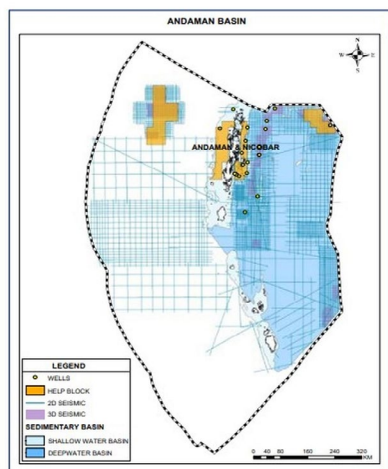 ANDAMAN BASIN
N
W E
S
ANDAMAN & NICOBAR
LEGEND
WELLS
HELP BLOCK
2D SEISMIC
3D SEISMIC
SEDIMENTARY BASIN
SHALLOW WATER BASIN
DEEPWATER BASIN
0 40 80 160 240 320
KM